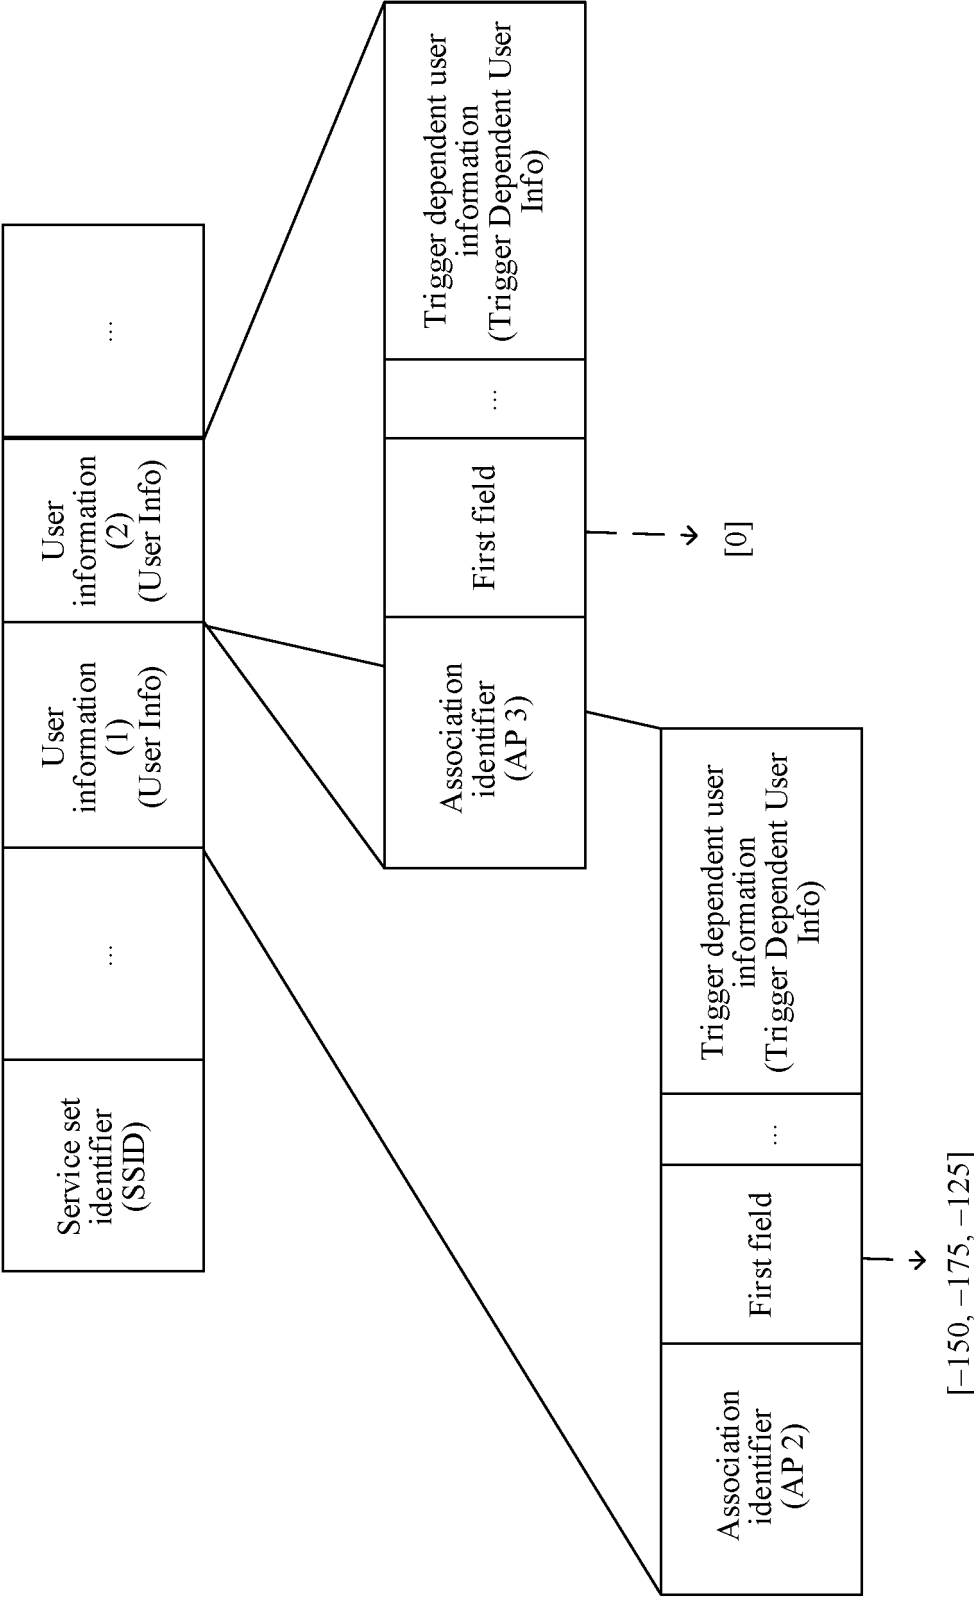 Service set
identifier
(SSID)
...
User
information
(1)
(User Info)
User
information
(2)
(User Info)
...
Association
identifier
(AP 3)
First field
...
Trigger dependent user
information
(Trigger Dependent User
Info)
[0]
Association
identifier
(AP 2)
First field
...
Trigger dependent user
information
(Trigger Dependent User
Info)
[−150, −175, −125]